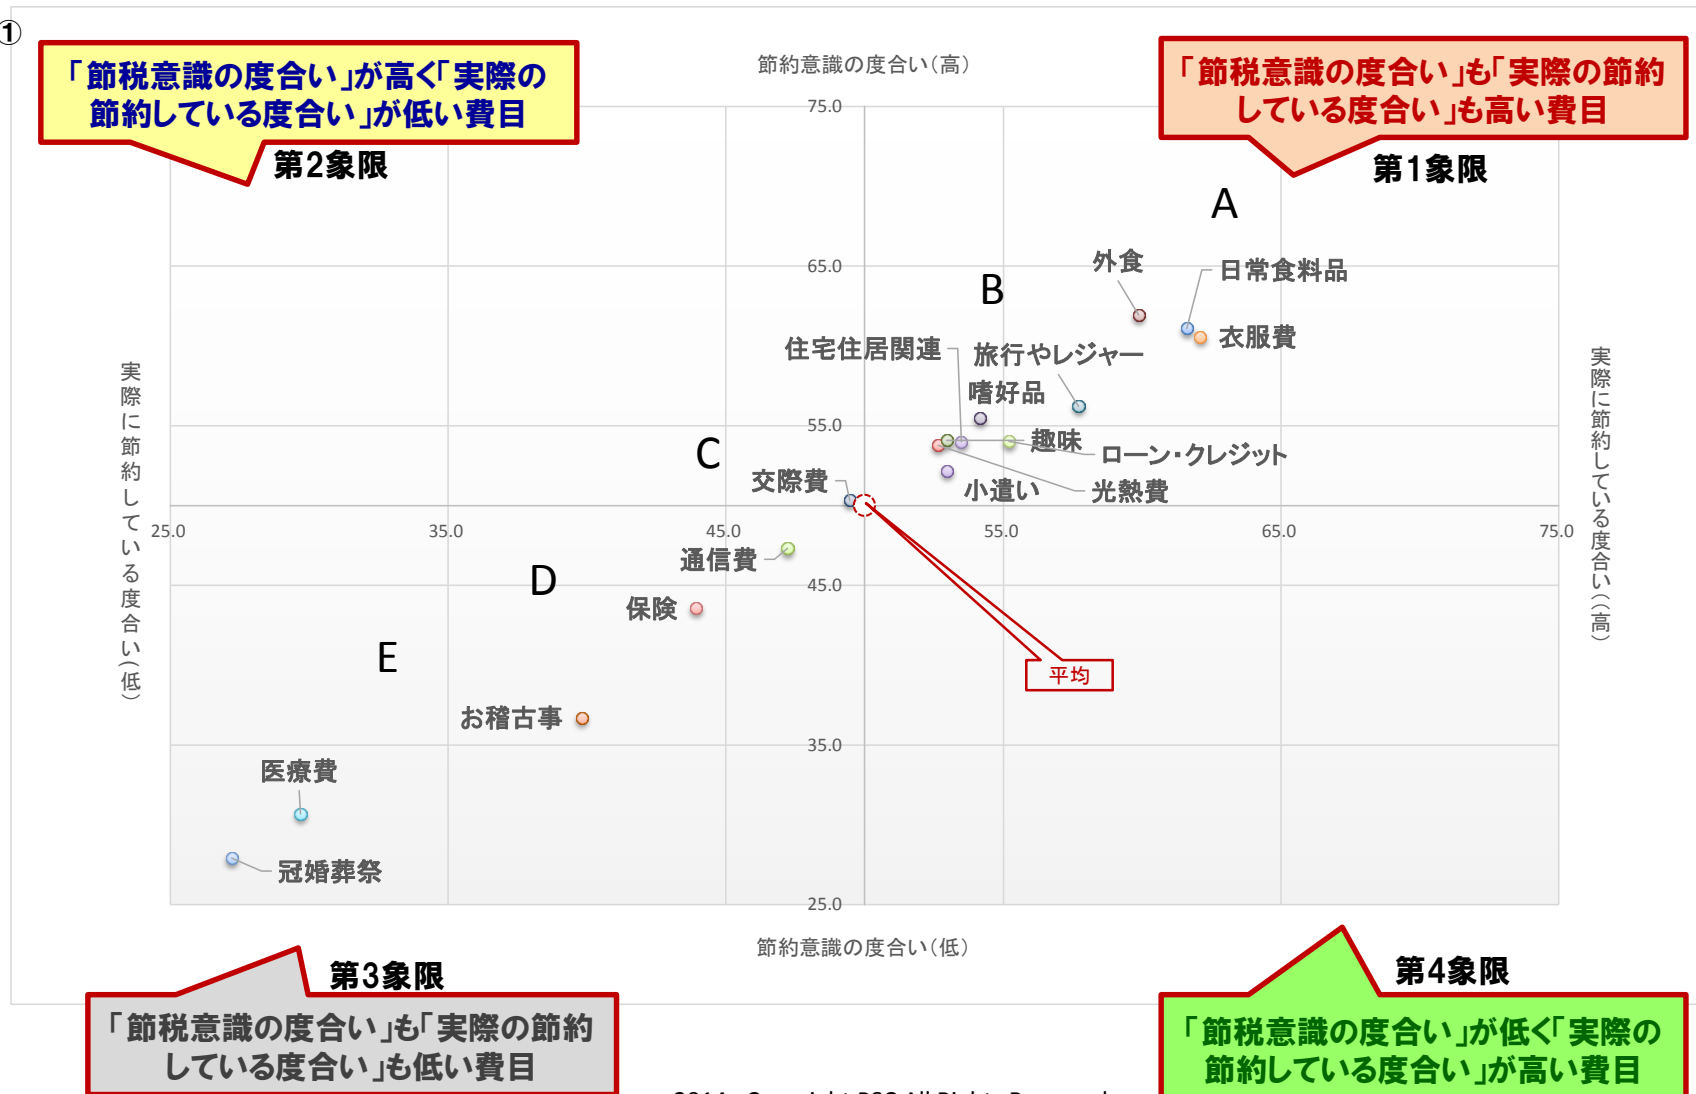 ①
「節税意識の度合い」が高く「実際の
節約している度合い」が低い費目
第2象限
節約意識の度合い(高)
「節税意識の度合い」も「実際の節約
している度合い」も高い費目
第1象限
75.0
A
65.0
外食
日常食料品
B
衣服費
住宅住居関連
旅行やレジャー
嗜好品
55.0
趣味
ローン・クレジット
C
交際費
小遣い
光熱費
実際に節約している度合い(低)
実際に節約している度合い((高)
25.0
35.0
45.0
55.0
65.0
75.0
通信費
45.0
D
保険
E
平均
お稽古事
35.0
医療費
冠婚葬祭
25.0
節約意識の度合い(低)
第3象限
「節税意識の度合い」も「実際の節約
している度合い」も低い費目
第4象限
「節税意識の度合い」が低く「実際の
節約している度合い」が高い費目